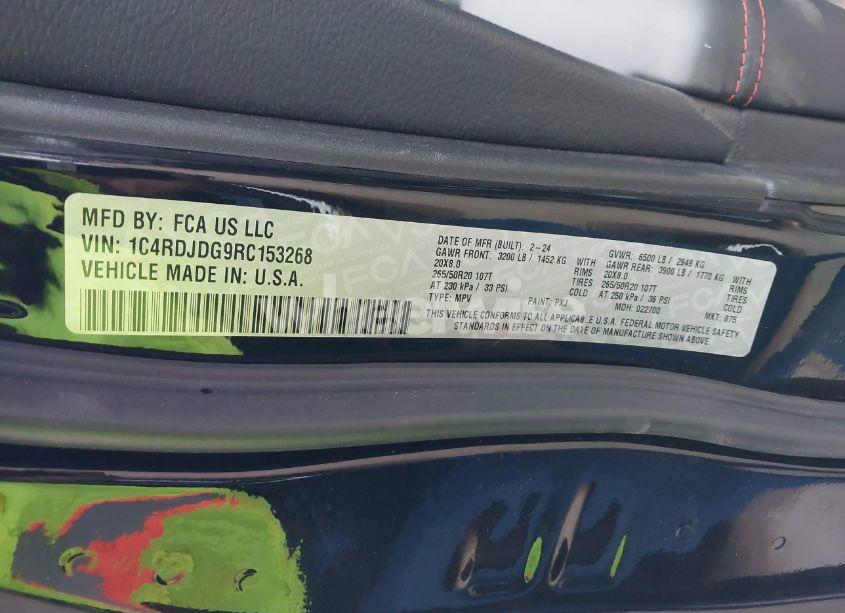 MFD BY: FCA US LLC
VIN: 1C4RDJDG9RC153268
VEHICLE MADE IN: U.S.A.
DATE OF MFR (BUILT): 2-24 GVWR: 6500 LB / 2949 KG
GAWR FRONT: 3200 LB / 1452 KG WITH GAWR REAR: 3900 LB / 1770 KG WITH
20X8.0 RIMS 20X8.0 RIMS
265/50R20 107T TIRES 265/50R20 107T TIRES
AT 230 kPa / 33 PSI COLD AT 250 kPa / 36 PSI COLD
TYPE: MPV PAINT: PXJ MDH: 022700 MKT: 875
THIS VEHICLE CONFORMS TO ALL APPLICAB.E U.S.A. FEDERAL MOTOR VEHICLE SAFETY
STANDARDS IN EFFECT ON THE DATE OF MANUFACTURE SHOWN ABOVE.